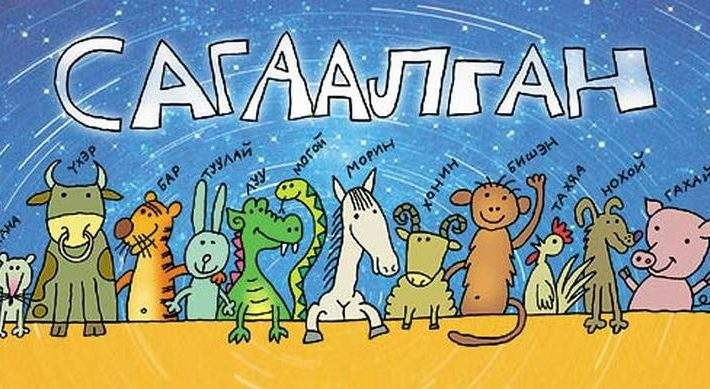 САГААЛГАН
ҮХЭР
БАР
ТУУЛАЙ
ЛУУ
МОГОЙ
МОРИН
ХОНИН
БИШЭН
ТАХЯА
НОХОЙ
ГАХАЙ